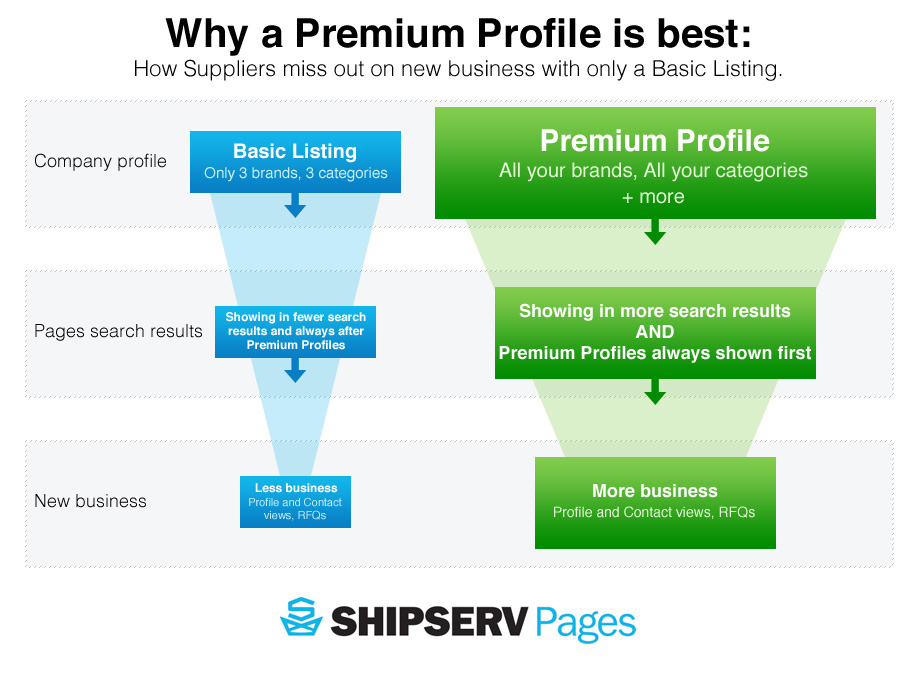 Why a Premium Profile is best:
How Suppliers miss out on new business with only a Basic Listing.
Company profile
Basic Listing
Only 3 brands, 3 categories
Premium Profile
All your brands, All your categories
+ more
Pages search results
Showing in fewer search
results and always after
Premium Profiles
Showing in more search results
AND
Premium Profiles always shown first
New business
Less business
Profile and Contact
views, RFQs
More business
Profile and Contact views, RFQs
SHIPSERV Pages